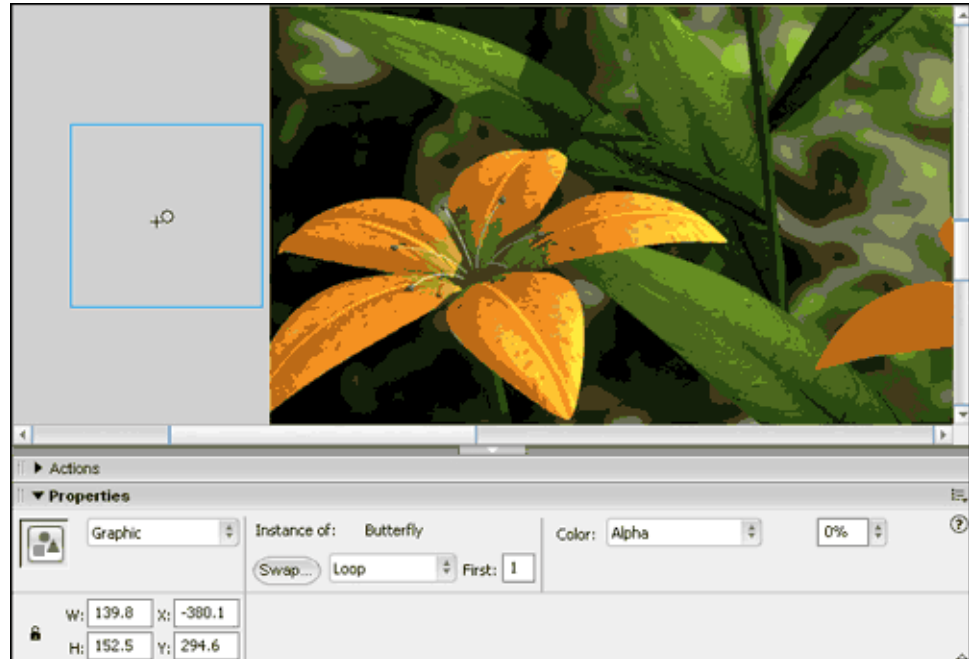 Actions
Properties
Graphic Instance of: Butterfly Color: Alpha 0%
Swap... Loop First: 1
W: 139.8 X: -380.1
H: 152.5 Y: 294.6